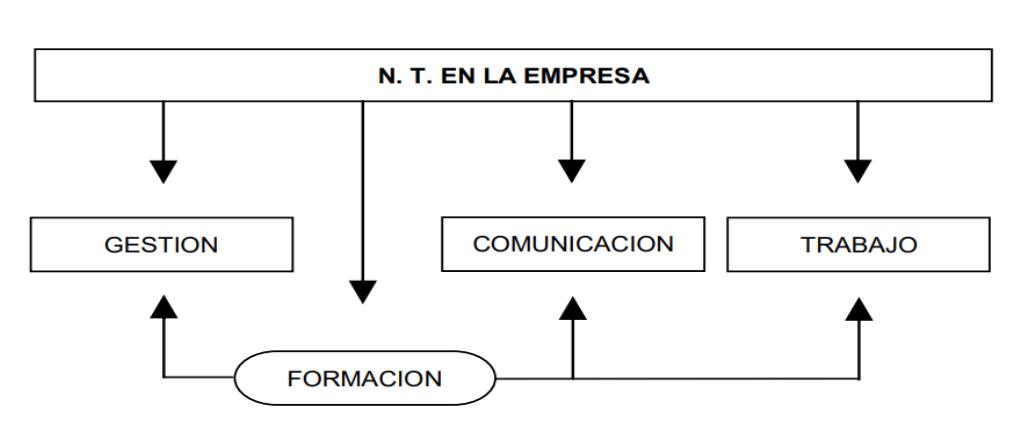 N. T. EN LA EMPRESA
GESTION
COMUNICACION
TRABAJO
FORMACION